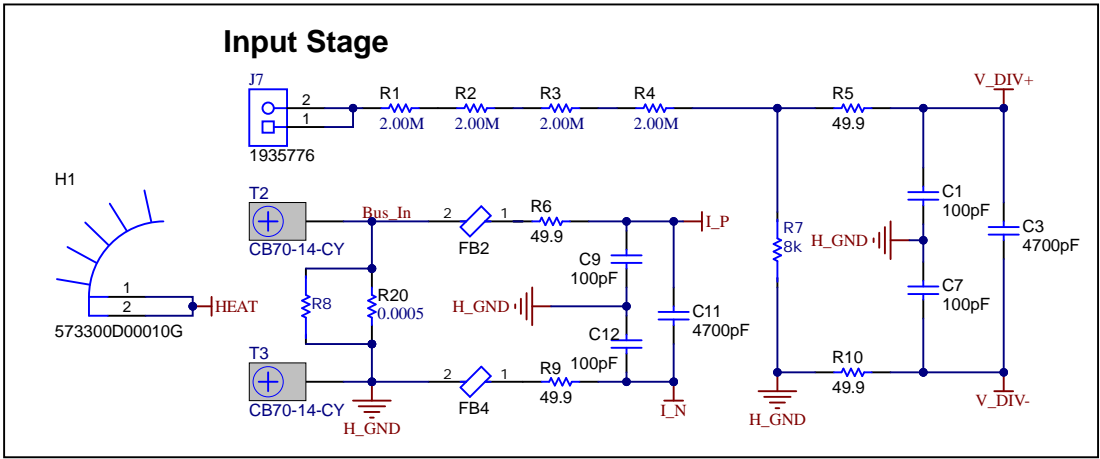 Input Stage
J7
2
1
1935776
R1
2.00M
R2
2.00M
R3
2.00M
R4
2.00M
R5
49.9
V_DIV+
H1
1
2
HEAT
573300D00010G
T2
CB70-14-CY
Bus_In
2
1
FB2
R6
49.9
I_P
C9
100pF
H_GND
C12
100pF
C11
4700pF
R8
R20
0.0005
T3
CB70-14-CY
H_GND
2
1
FB4
R9
49.9
I_N
R7
8k
H_GND
C1
100pF
C3
4700pF
C7
100pF
R10
49.9
H_GND
V_DIV-